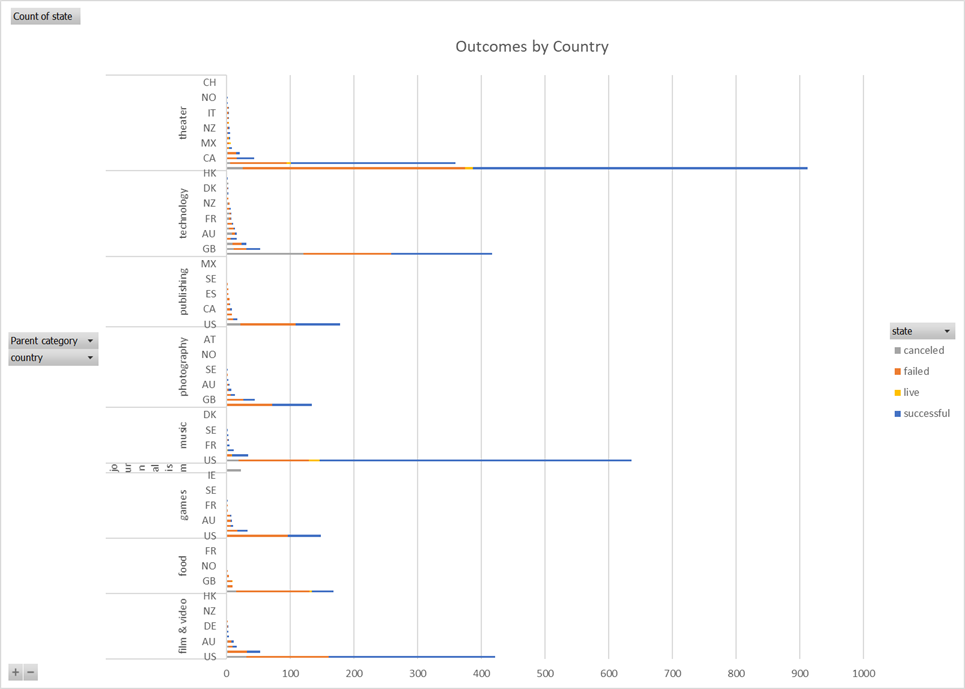 Count of state
Outcomes by Country
theater
CH
NO
IT
NZ
MX
CA
technology
HK
DK
NZ
FR
AU
GB
publishing
MX
SE
ES
CA
US
photography
AT
NO
SE
AU
GB
music
DK
SE
FR
US
journalism
games
IE
SE
FR
AU
US
food
FR
NO
GB
film & video
HK
NZ
DE
AU
US
Parent category
country
state
canceled
failed
live
successful
+ −
0 100 200 300 400 500 600 700 800 900 1000